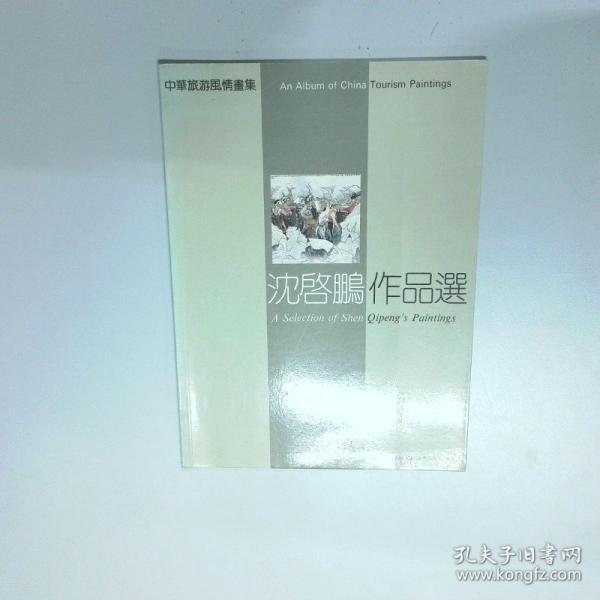 中華旅游風情畫集
An Album of China Tourism Paintings
沈啓鵬作品選
A Selection of Shen Qipeng's Paintings
孔夫子旧书网
www.kongfz.com